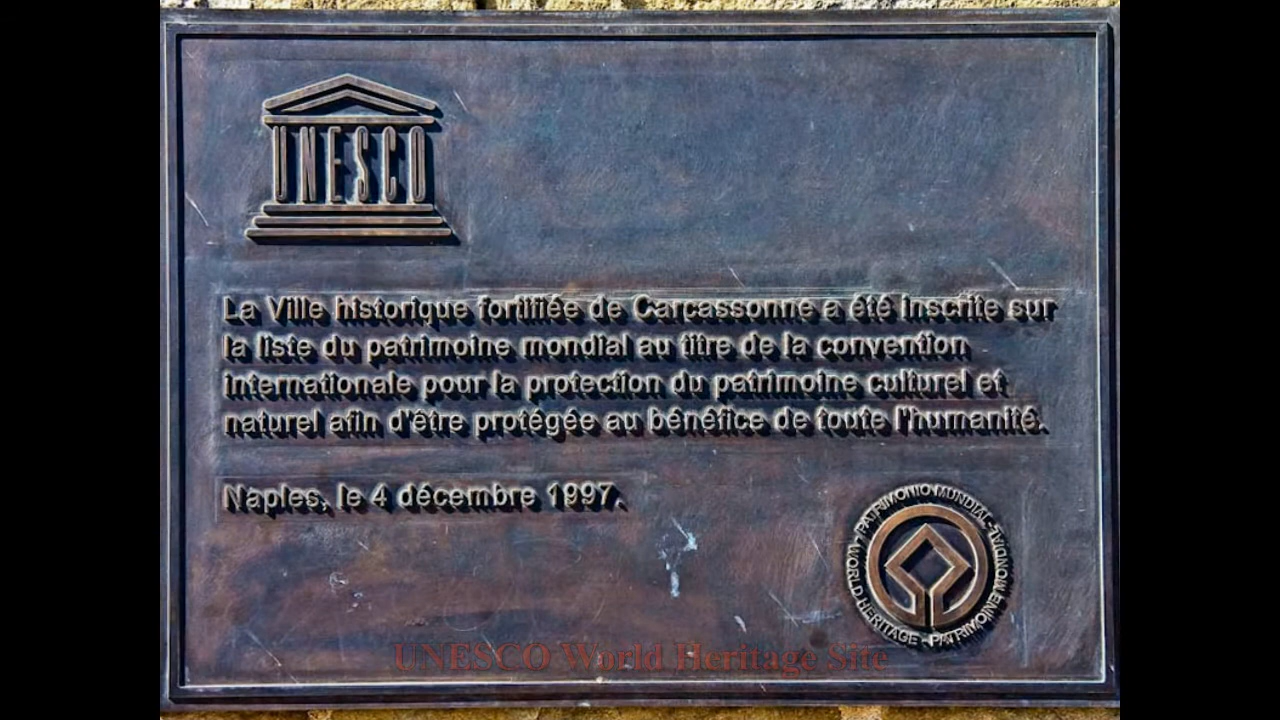 UNESCO
La Ville historique fortifiée de Carcassonne a été inscrite sur
la liste du patrimoine mondial au titre de la convention
internationale pour la protection du patrimoine culturel et
naturel afin d'être protégée au bénéfice de toute l'humanité.
Naples, le 4 décembre 1997.
PATRIMONIO MUNDIAL - WORLD HERITAGE - PATRIMOINE MONDIAL -
UNESCO World Heritage Site